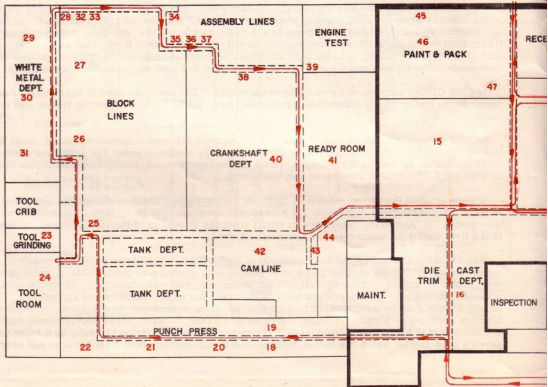 28 32 33
34
ASSEMBLY LINES
29
35 36 37
ENGINE
TEST
45
46
PAINT & PACK
RECE
WHITE
METAL
DEPT.
30
27
38
39
47
BLOCK
LINES
26
31
CRANKSHAFT
DEPT
40
READY ROOM
41
15
TOOL
CRIB
25
TOOL 23
GRINDING
TANK DEPT.
42
43
44
CAM LINE
24
TOOL
ROOM
TANK DEPT.
MAINT.
DIE
TRIM
CAST
DEPT,
16
INSPECTION
PUNCH PRESS
19
22
21
20
18